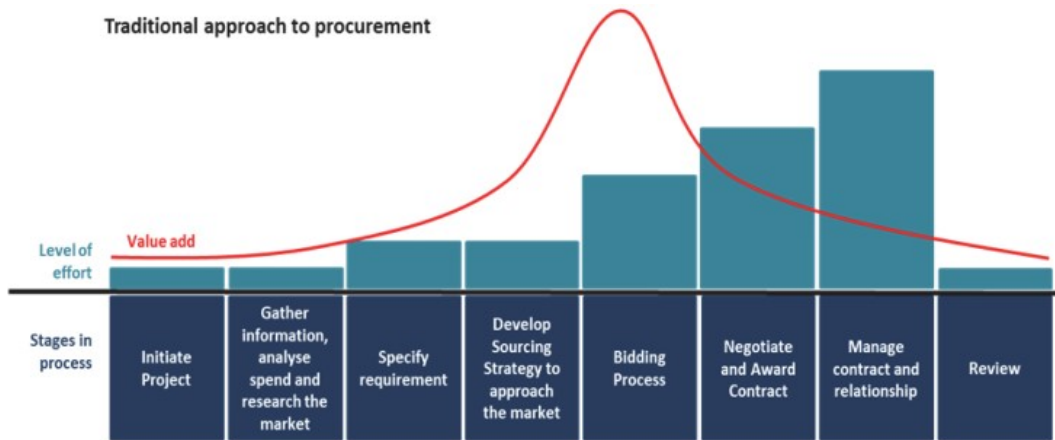 Traditional approach to procurement
Value add
Level of
effort
Stages in
process
Initiate
Project
Gather
information,
analyse
spend and
research the
market
Specify
requirement
Develop
Sourcing
Strategy to
approach
the market
Bidding
Process
Negotiate
and Award
Contract
Manage
contract and
relationship
Review